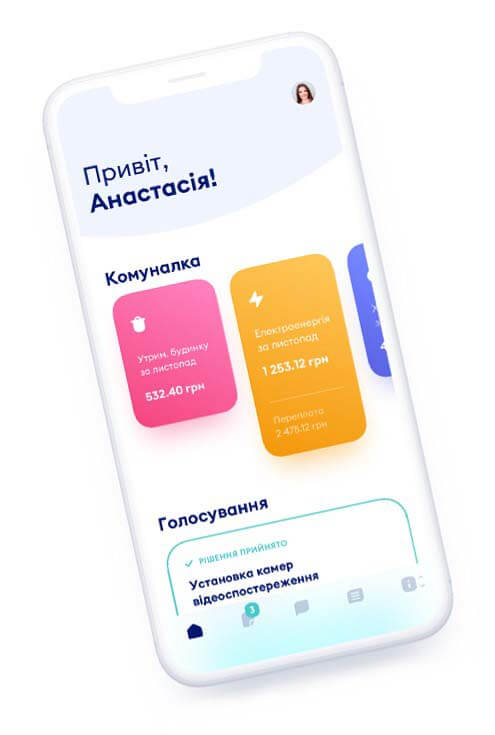 Привіт,
Анастасія!
Комуналка
Утрим. будинку
за листопад
532.40 грн
Електроенергія
за листопад
1 253.12 грн
Переплата
2 478.12 грн
Голосування
РІШЕННЯ ПРИЙНЯТО
Установка камер
відеоспостереження
3